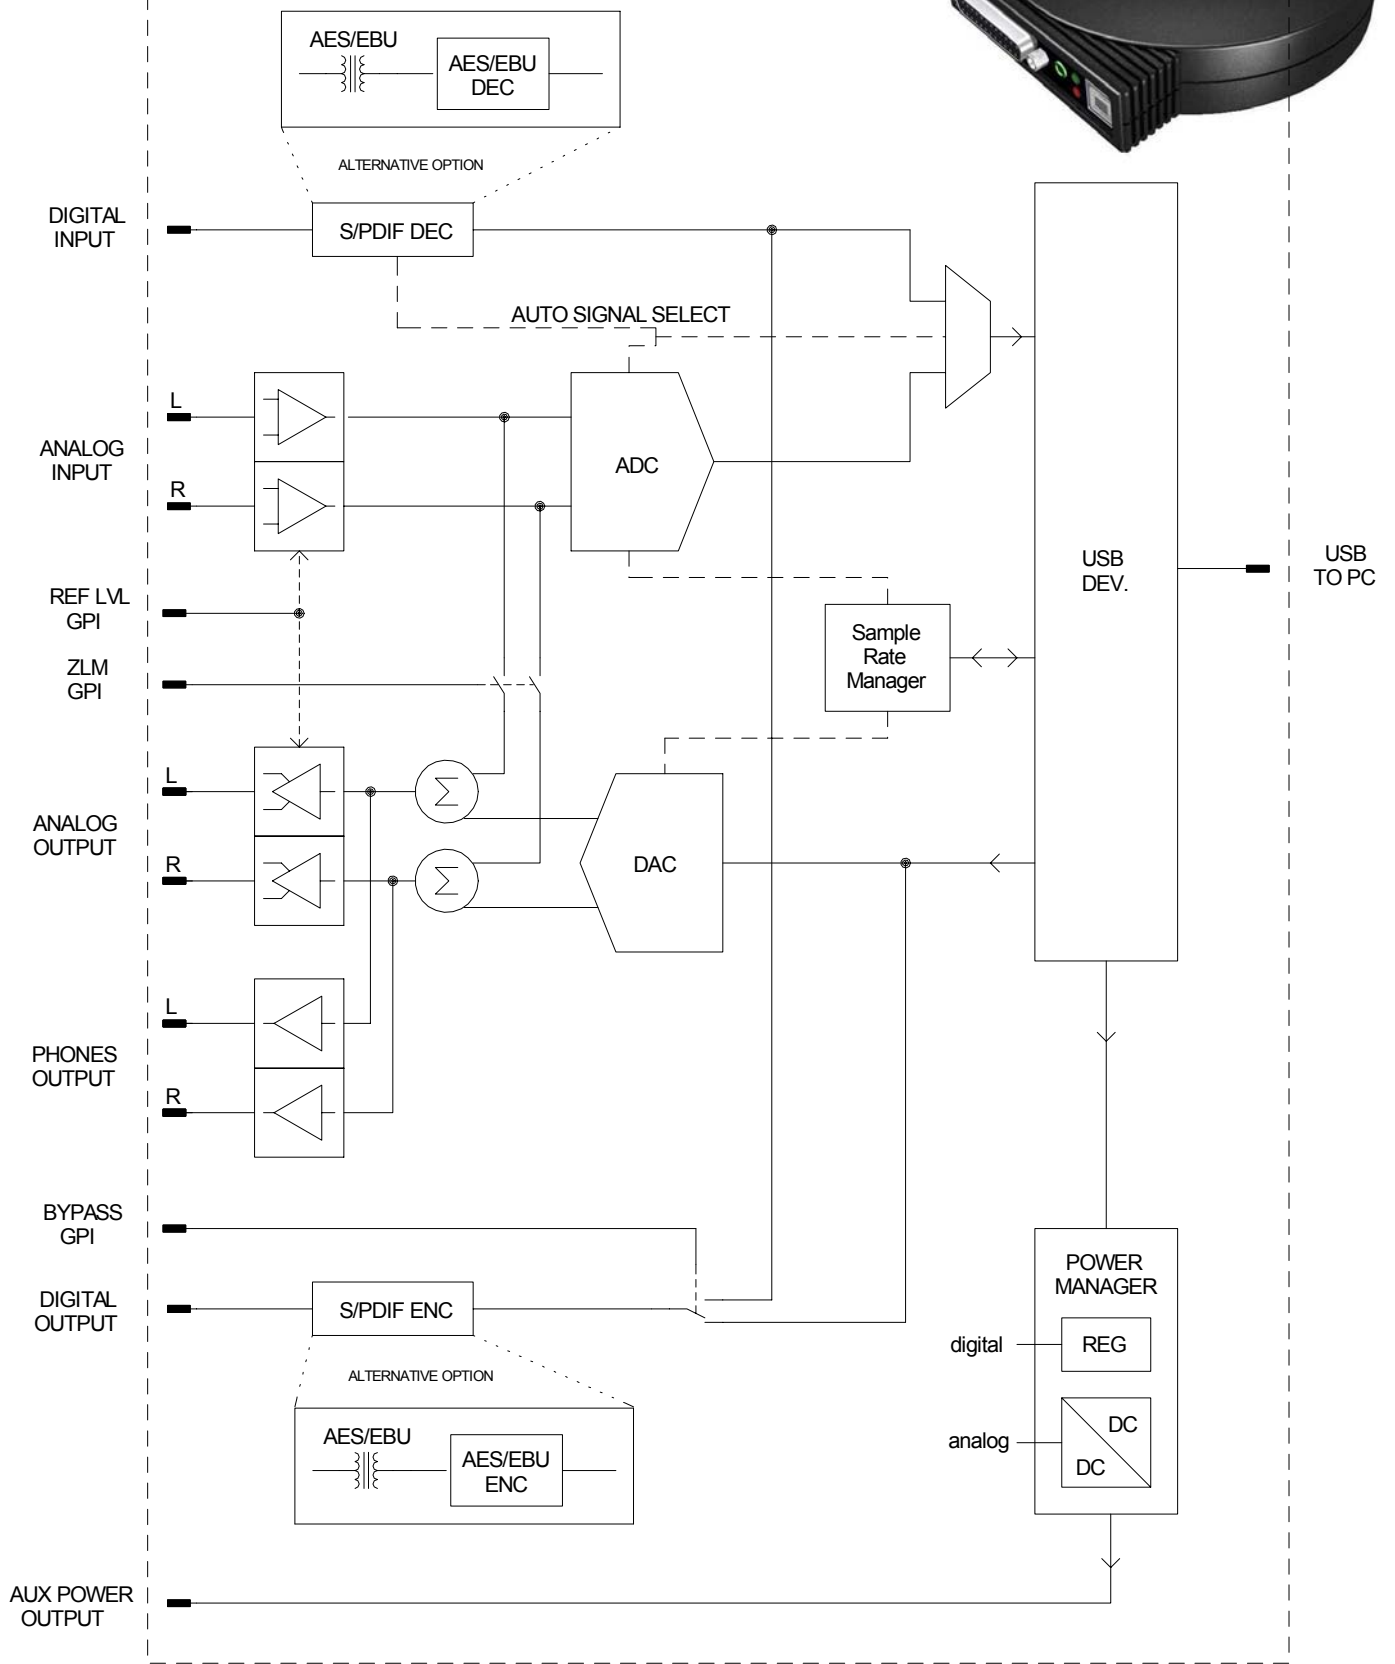 AES/EBU
AES/EBU
DEC
ALTERNATIVE OPTION
DIGITAL
INPUT
S/PDIF DEC
AUTO SIGNAL SELECT
L
ANALOG
INPUT
R
ADC
USB
DEV.
USB
TO PC
REF LVL
GPI
Sample
Rate
Manager
ZLM
GPI
L
Σ
ANALOG
OUTPUT
R
Σ
DAC
L
PHONES
OUTPUT
R
BYPASS
GPI
POWER
MANAGER
DIGITAL
OUTPUT
S/PDIF ENC
digital
REG
ALTERNATIVE OPTION
analog
DC
DC
AES/EBU
AES/EBU
ENC
AUX POWER
OUTPUT